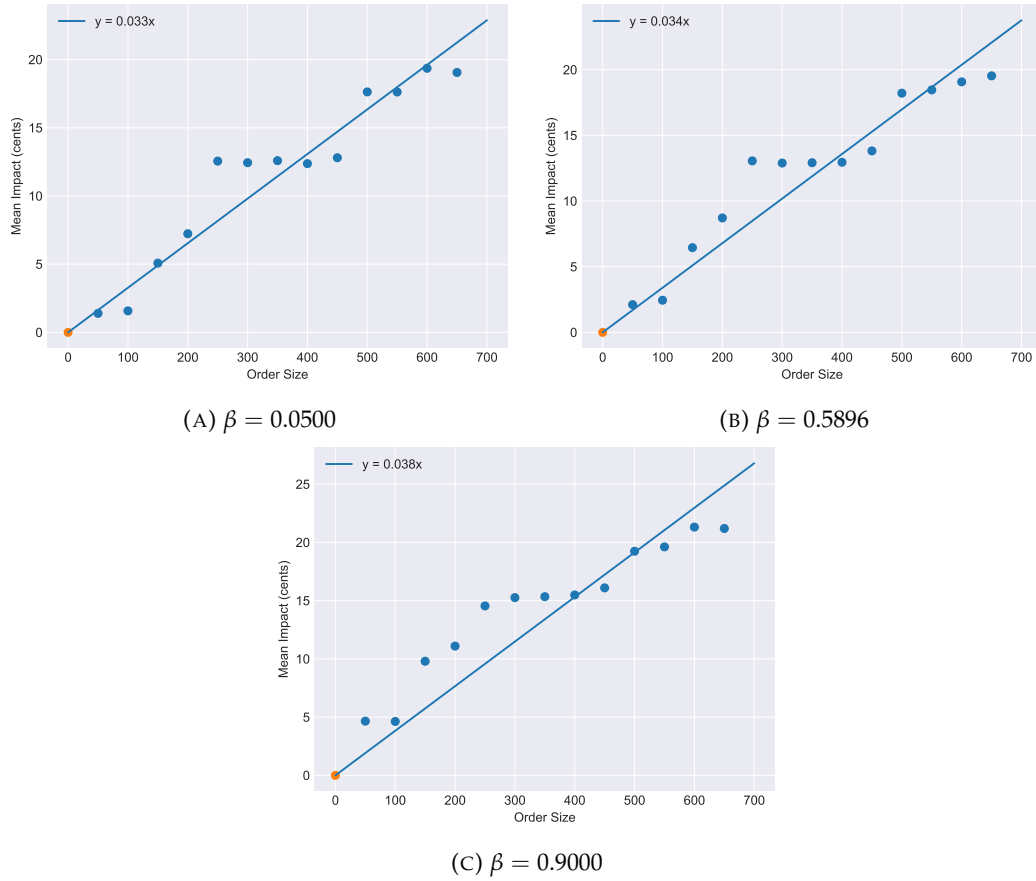 y = 0.033x
20
15
10
5
0
Mean Impact (cents)
0 100 200 300 400 500 600 700
Order Size
(A) β = 0.0500
y = 0.034x
20
15
10
5
0
Mean Impact (cents)
0 100 200 300 400 500 600 700
Order Size
(B) β = 0.5896
y = 0.038x
25
20
15
10
5
0
Mean Impact (cents)
0 100 200 300 400 500 600 700
Order Size
(C) β = 0.9000